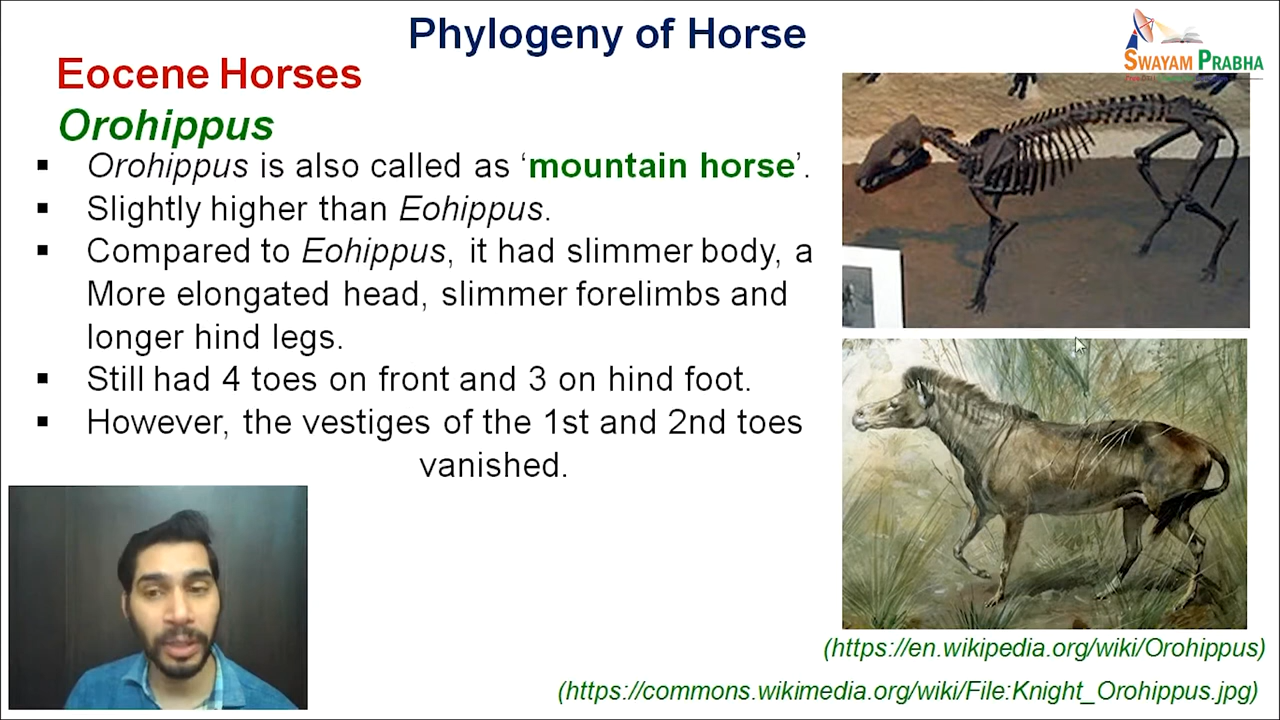 Phylogeny of Horse
SWAYAM PRABHA
Eocene Horses
Orohippus
▪ Orohippus is also called as ‘mountain horse’.
▪ Slightly higher than Eohippus.
▪ Compared to Eohippus, it had slimmer body, a
More elongated head, slimmer forelimbs and
longer hind legs.
▪ Still had 4 toes on front and 3 on hind foot.
▪ However, the vestiges of the 1st and 2nd toes
vanished.
(https://en.wikipedia.org/wiki/Orohippus)
(https://commons.wikimedia.org/wiki/File:Knight_Orohippus.jpg)